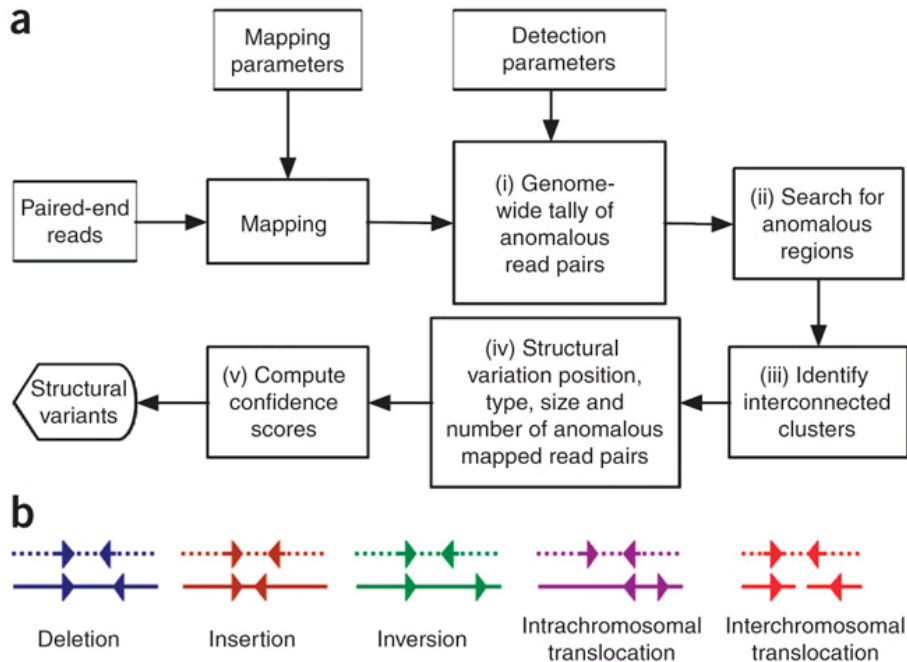 a
Mapping
parameters
Detection
parameters
Paired-end
reads
Mapping
(i) Genome-
wide tally of
anomalous
read pairs
(ii) Search for
anomalous
regions
(iii) Identify
interconnected
clusters
(iv) Structural
variation position,
type, size and
number of anomalous
mapped read pairs
(v) Compute
confidence
scores
Structural
variants
b
Deletion
Insertion
Inversion
Intrachromosomal
translocation
Interchromosomal
translocation